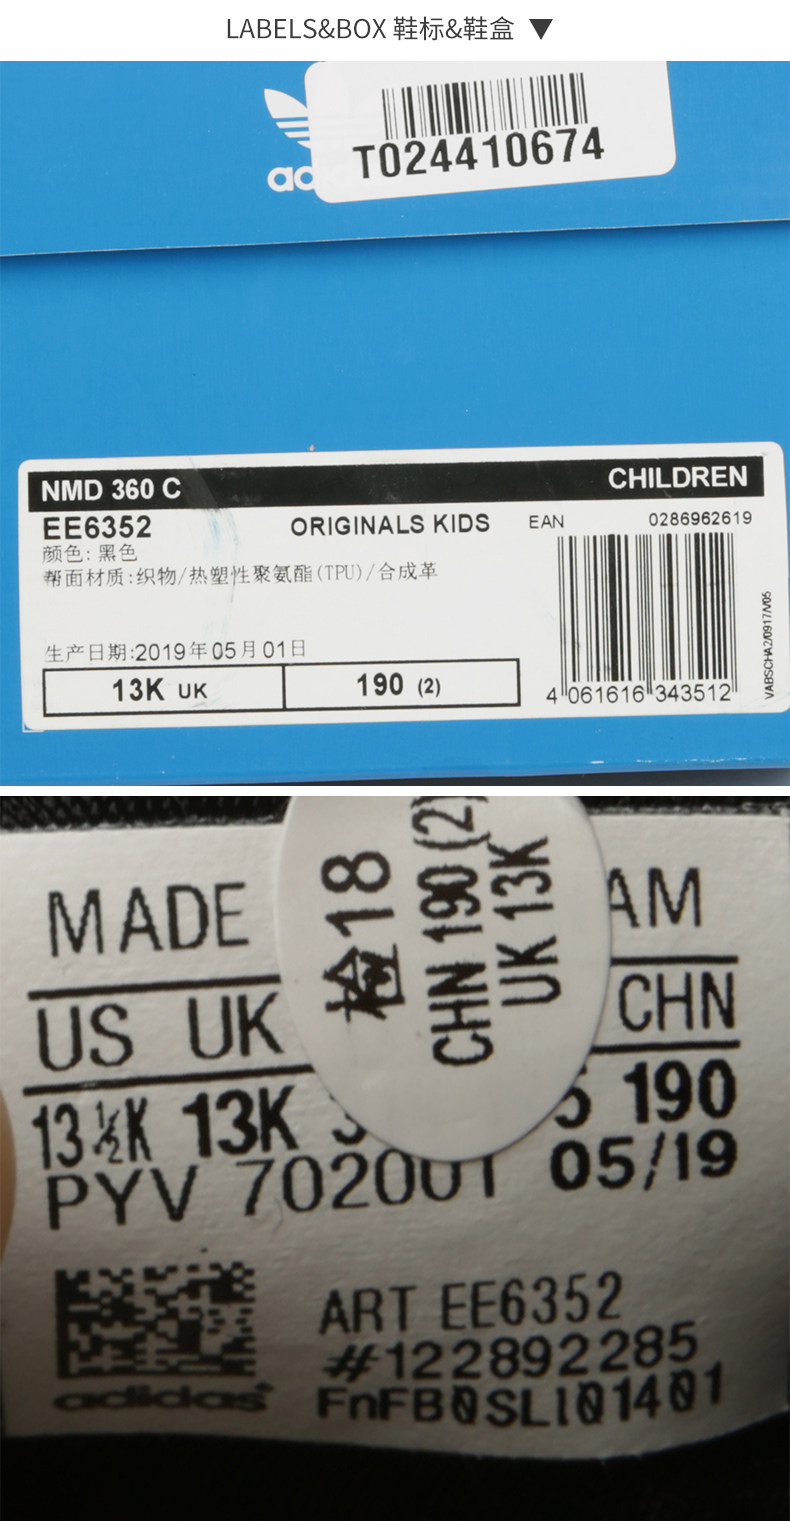 LABELS&BOX 鞋标&鞋盒 ▼
T024410674
NMD 360 C
CHILDREN
EE6352
ORIGINALS KIDS
EAN
0286962619
颜色: 黑色
帮面材质:织物/热塑性聚氨酯(TPU)/合成革
生产日期:2019年05月01日
13K UK
190 (2)
4 061616 343512
VABSCHA2/0917/V05
检18
CHN 190 (2)
UK 13K
MADE
AM
US UK
CHN
13½K 13K
190
PYV 702001 05/19
ART EE6352
#122892285
adidas
FnFB0SLI01401